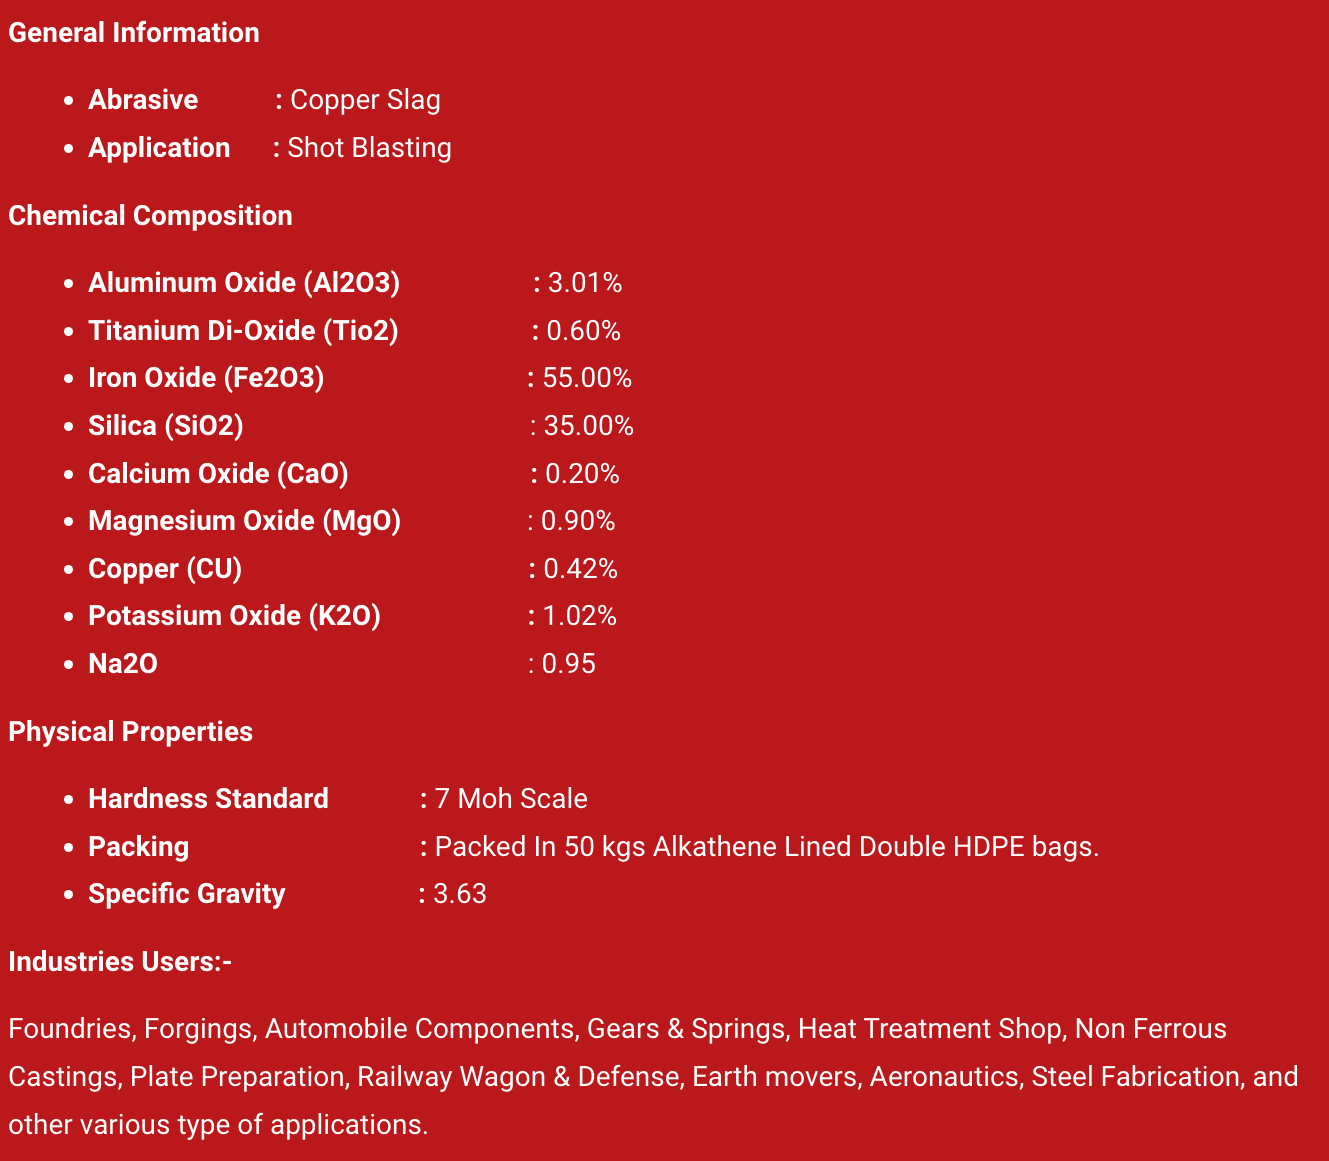 General Information
• Abrasive : Copper Slag
• Application : Shot Blasting
Chemical Composition
• Aluminum Oxide (Al2O3) : 3.01%
• Titanium Di-Oxide (Tio2) : 0.60%
• Iron Oxide (Fe2O3) : 55.00%
• Silica (SiO2) : 35.00%
• Calcium Oxide (CaO) : 0.20%
• Magnesium Oxide (MgO) : 0.90%
• Copper (CU) : 0.42%
• Potassium Oxide (K2O) : 1.02%
• Na2O : 0.95
Physical Properties
• Hardness Standard : 7 Moh Scale
• Packing : Packed In 50 kgs Alkathene Lined Double HDPE bags.
• Specific Gravity : 3.63
Industries Users:-
Foundries, Forgings, Automobile Components, Gears & Springs, Heat Treatment Shop, Non Ferrous
Castings, Plate Preparation, Railway Wagon & Defense, Earth movers, Aeronautics, Steel Fabrication, and
other various type of applications.